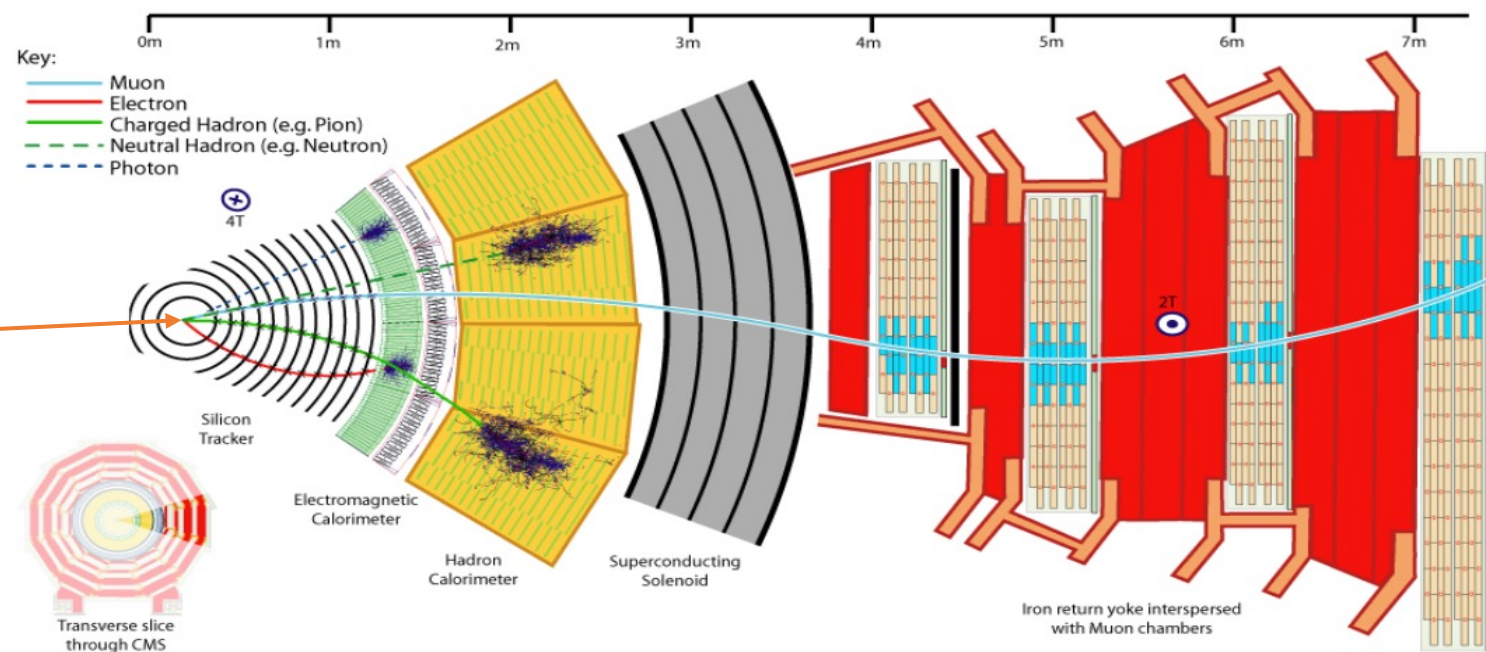 0m 1m 2m 3m 4m 5m 6m 7m
Key:
Muon
Electron
Charged Hadron (e.g. Pion)
Neutral Hadron (e.g. Neutron)
Photon
4T
2T
Silicon
Tracker
Electromagnetic
Calorimeter
Hadron
Calorimeter
Superconducting
Solenoid
Iron return yoke interspersed
with Muon chambers
Transverse slice
through CMS